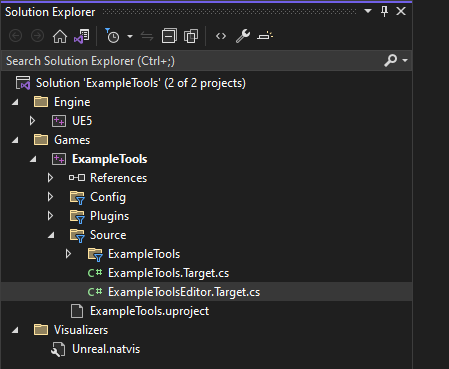 Solution Explorer
Search Solution Explorer (Ctrl+;)
Solution 'ExampleTools' (2 of 2 projects)
Engine
UE5
Games
ExampleTools
References
Config
Plugins
Source
ExampleTools
C# ExampleTools.Target.cs
C# ExampleToolsEditor.Target.cs
ExampleTools.uproject
Visualizers
Unreal.natvis